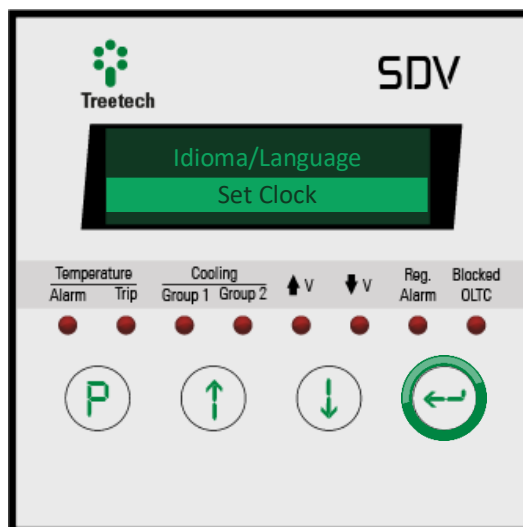 SDV
Treetech
Idioma/Language
Set Clock
Temperature Cooling Reg. Blocked
Alarm Trip Group 1 Group 2 V V Alarm OLTC
P